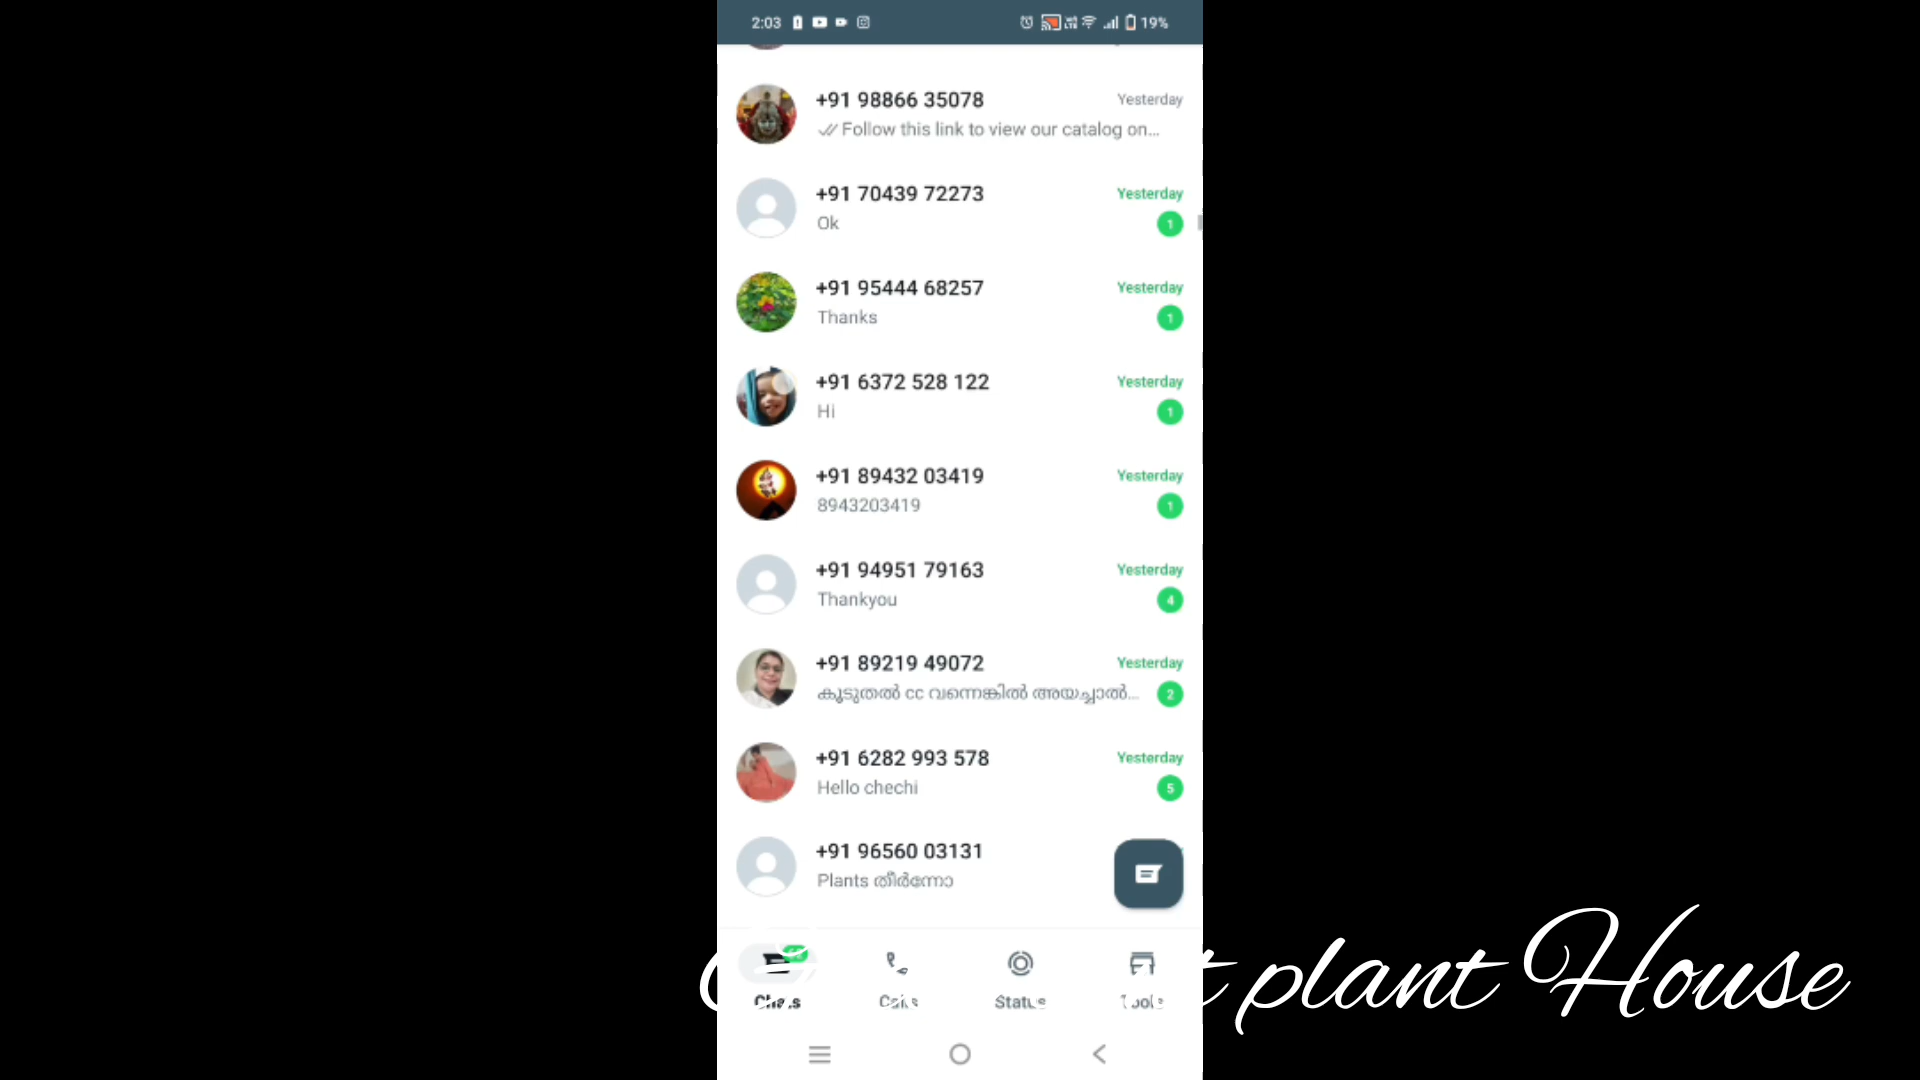 2:03 19%
+91 98866 35078 Yesterday
Follow this link to view our catalog on...
+91 70439 72273 Yesterday
Ok 1
+91 95444 68257 Yesterday
Thanks 1
+91 6372 528 122 Yesterday
Hi 1
+91 89432 03419 Yesterday
8943203419 1
+91 94951 79163 Yesterday
Thankyou 4
+91 89219 49072 Yesterday
കൂടുതൽ cc വന്നെങ്കിൽ അയച്ചാൽ... 2
+91 6282 993 578 Yesterday
Hello chechi 5
+91 96560 03131
Plants തീർന്നോ
plant House
Chats Calls Status Tools